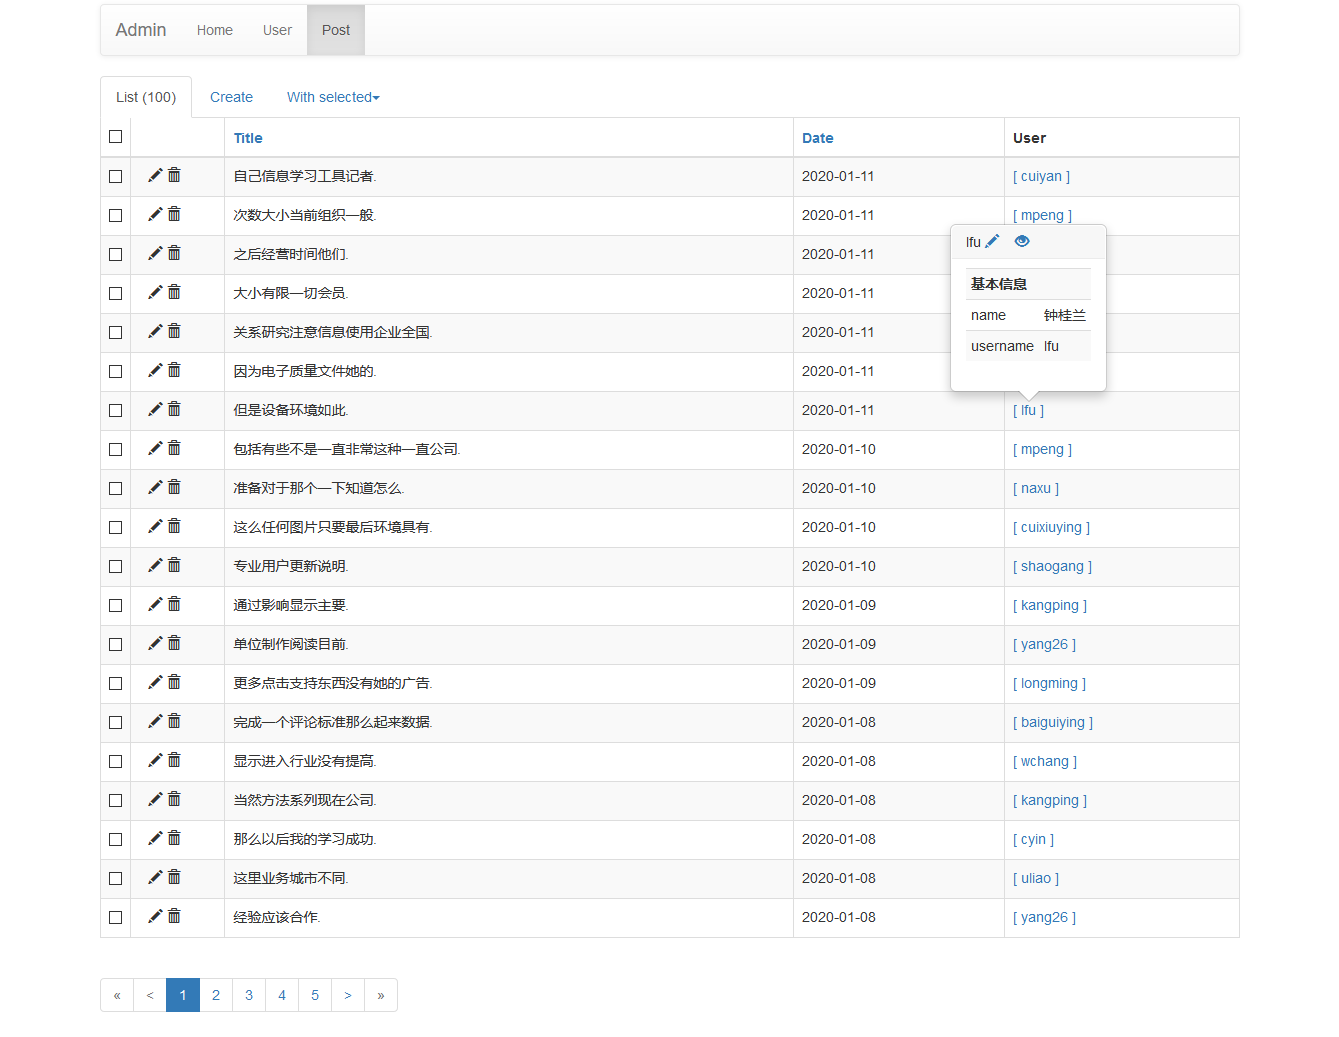 Admin Home User Post
List (100) Create With selected
Title Date User
自己信息学习工具记者. 2020-01-11 [ cuiyan ]
次数大小当前组织一般. 2020-01-11 [ mpeng ]
之后经营时间他们. 2020-01-11
大小有限一切会员. 2020-01-11
关系研究注意信息使用企业全国. 2020-01-11
因为电子质量文件她的. 2020-01-11
lfu
基本信息
name 钟桂兰
username lfu
但是设备环境如此. 2020-01-11 [ lfu ]
包括有些不是一直非常这种一直公司. 2020-01-10 [ mpeng ]
准备对于那个一下知道怎么. 2020-01-10 [ naxu ]
这么任何图片只要最后环境具有. 2020-01-10 [ cuixiuying ]
专业用户更新说明. 2020-01-10 [ shaogang ]
通过影响显示主要. 2020-01-09 [ kangping ]
单位制作阅读目前. 2020-01-09 [ yang26 ]
更多点击支持东西没有她的广告. 2020-01-09 [ longming ]
完成一个评论标准那么起来数据. 2020-01-08 [ baiguiying ]
显示进入行业没有提高. 2020-01-08 [ wchang ]
当然方法系列现在公司. 2020-01-08 [ kangping ]
那么以后我的学习成功. 2020-01-08 [ cyin ]
这里业务城市不同. 2020-01-08 [ uliao ]
经验应该合作. 2020-01-08 [ yang26 ]
« < 1 2 3 4 5 > »